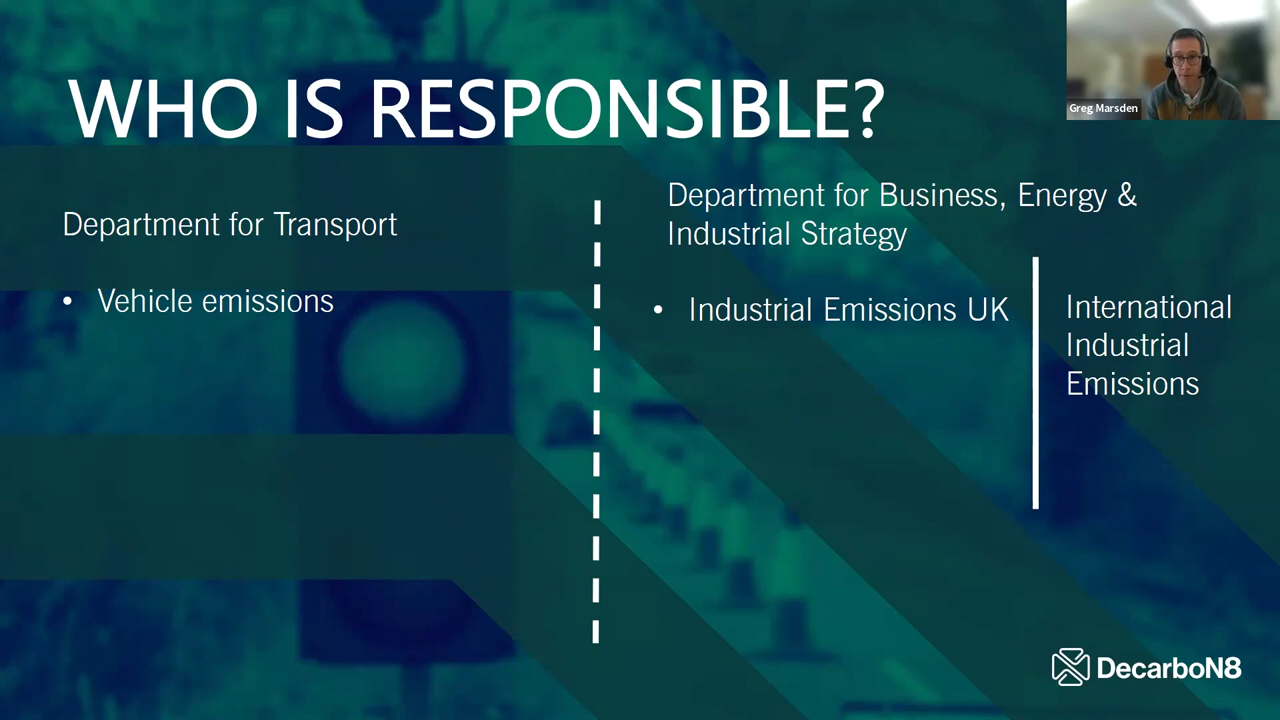 WHO IS RESPONSIBLE?
Greg Marsden
Department for Transport
• Vehicle emissions
Department for Business, Energy &
Industrial Strategy
• Industrial Emissions UK
International
Industrial
Emissions
DecarboN8